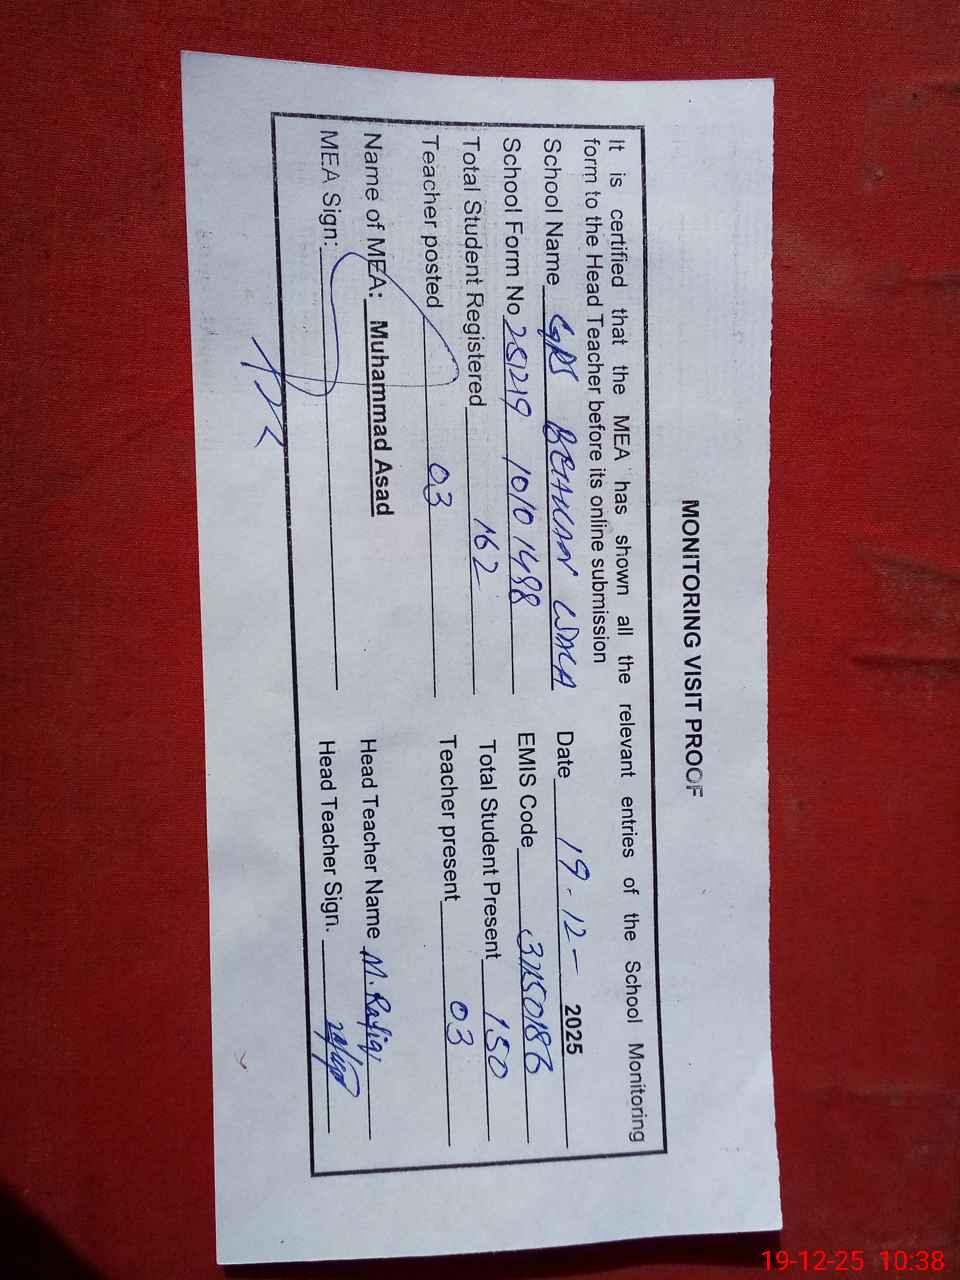 MONITORING VISIT PROOF
It is certified that the MEA has shown all the relevant entries of the School Monitoring
form to the Head Teacher before its online submission
School Name GPS WALA Date 19-12- 2025
School Form No 251219 10101488 EMIS Code
Total Student Registered 162 Total Student Present 150
Teacher posted 03 Teacher present 03
Name of MEA: Muhammad Asad Head Teacher Name M. Rafiq
MEA Sign: Head Teacher Sign.
19-12-25 10:38